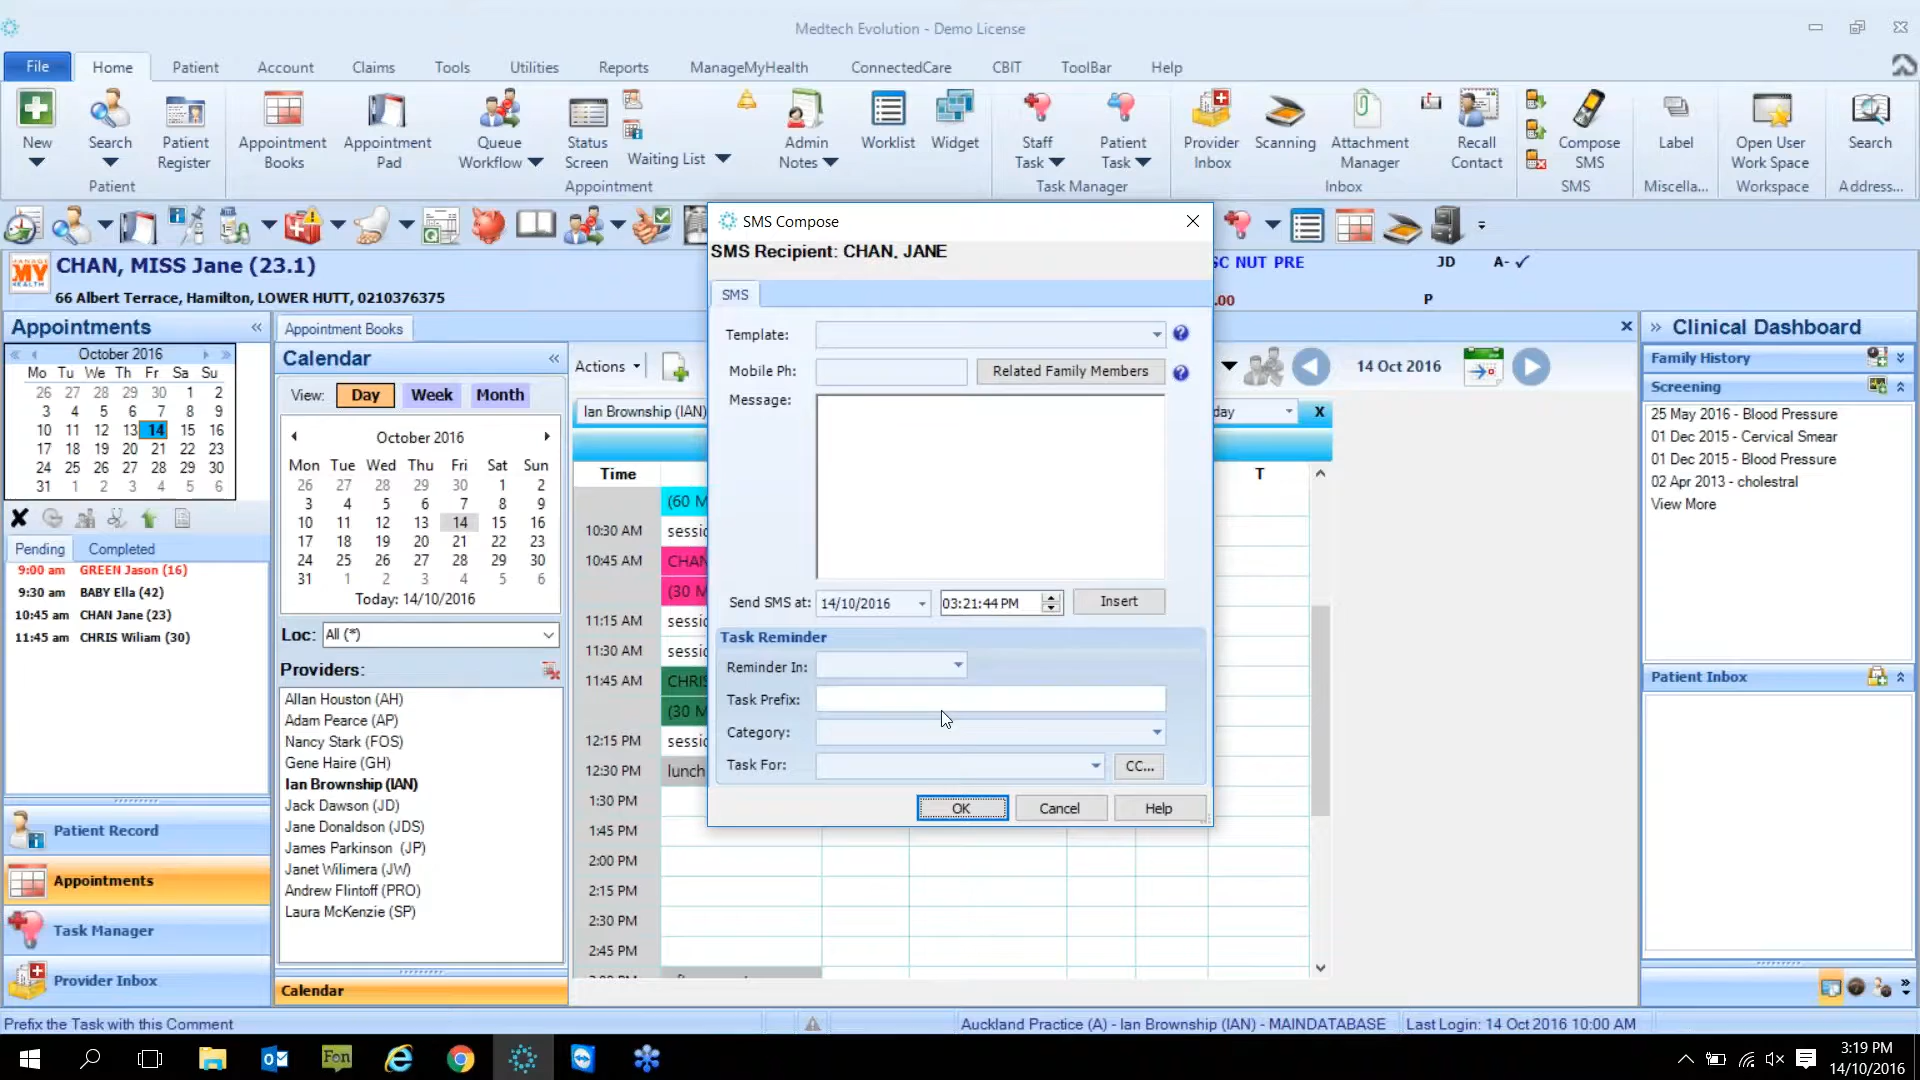 Medtech Evolution - Demo License
File Home Patient Account Claims Tools Utilities Reports ManageMyHealth ConnectedCare CBIT ToolBar Help
New Search Patient Register Appointment Books Appointment Pad Queue Workflow Status Screen Waiting List Admin Notes Worklist Widget Staff Task Patient Task Provider Inbox Scanning Attachment Manager Recall Contact Compose SMS Label Open User Work Space Search
Patient Appointment Task Manager Inbox SMS Miscella... Workspace Address...
MANAGE MY HEALTH
CHAN, MISS Jane (23.1)
66 Albert Terrace, Hamilton, LOWER HUTT, 0210376375
SC NUT PRE JD A-
.00 P
Appointments
October 2016
Mo Tu We Th Fr Sa Su
26 27 28 29 30 1 2
3 4 5 6 7 8 9
10 11 12 13 14 15 16
17 18 19 20 21 22 23
24 25 26 27 28 29 30
31 1 2 3 4 5 6
Pending Completed
9:00 am GREEN Jason (16)
9:30 am BABY Ella (42)
10:45 am CHAN Jane (23)
11:45 am CHRIS Wiliam (30)
Patient Record
Appointments
Task Manager
Provider Inbox
Appointment Books
Calendar
View: Day Week Month
October 2016
Mon Tue Wed Thu Fri Sat Sun
26 27 28 29 30 1 2
3 4 5 6 7 8 9
10 11 12 13 14 15 16
17 18 19 20 21 22 23
24 25 26 27 28 29 30
31 1 2 3 4 5 6
Today: 14/10/2016
Loc: All (*)
Providers:
Allan Houston (AH)
Adam Pearce (AP)
Nancy Stark (FOS)
Gene Haire (GH)
Ian Brownship (IAN)
Jack Dawson (JD)
Jane Donaldson (JDS)
James Parkinson (JP)
Janet Wilimera (JW)
Andrew Flintoff (PRO)
Laura McKenzie (SP)
Calendar
Actions
14 Oct 2016
Ian Brownship (IAN)
day X
Time T
(60 M
10:30 AM sessio
10:45 AM CHAN
(30 M
11:15 AM sessio
11:30 AM sessio
11:45 AM CHRIS
(30 M
12:15 PM sessio
12:30 PM lunch
1:30 PM
1:45 PM
2:00 PM
2:15 PM
2:30 PM
2:45 PM
SMS Compose
SMS Recipient: CHAN, JANE
SMS
Template:
Mobile Ph: Related Family Members
Message:
Send SMS at: 14/10/2016 03:21:44 PM Insert
Task Reminder
Reminder In:
Task Prefix:
Category:
Task For: CC...
OK Cancel Help
Clinical Dashboard
Family History
Screening
25 May 2016 - Blood Pressure
01 Dec 2015 - Cervical Smear
01 Dec 2015 - Blood Pressure
02 Apr 2013 - cholestral
View More
Patient Inbox
Prefix the Task with this Comment
Auckland Practice (A) - Ian Brownship (IAN) - MAINDATABASE Last Login: 14 Oct 2016 10:00 AM
Fon
3:19 PM
14/10/2016